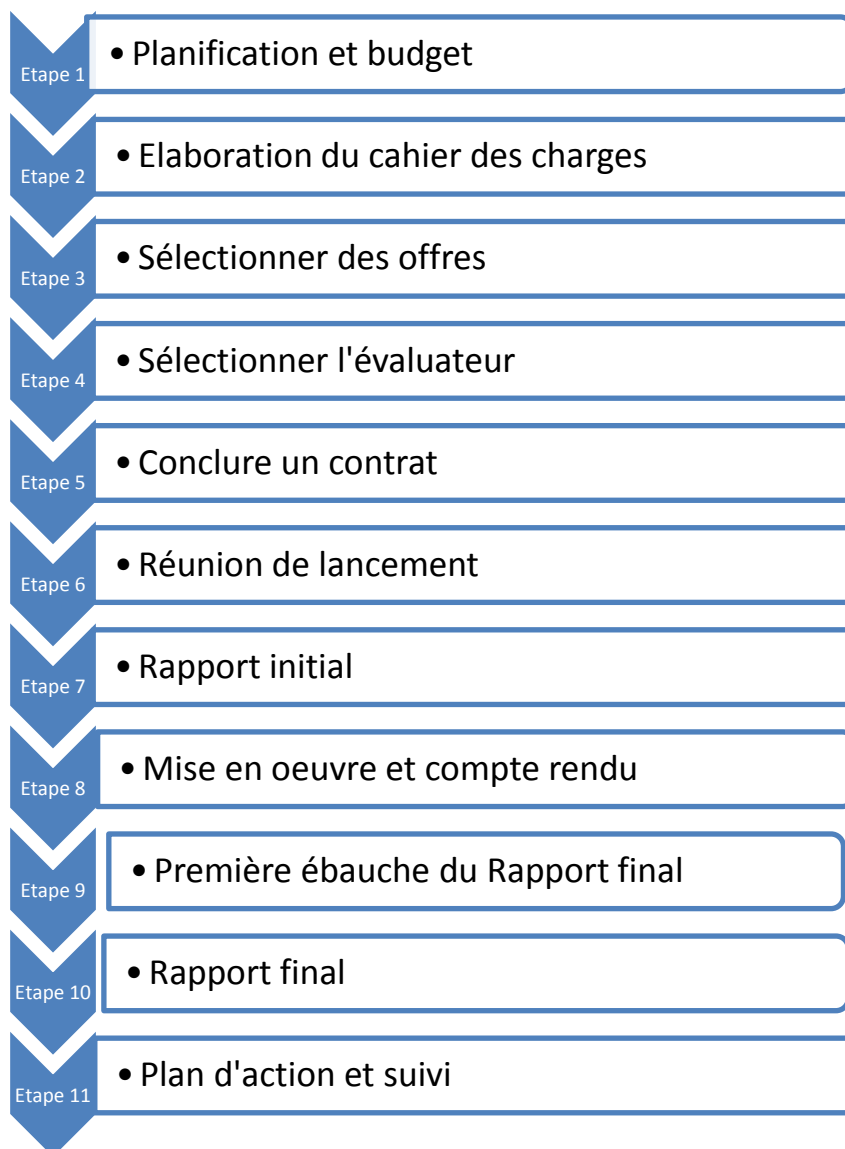 Etape 1
• Planification et budget
Etape 2
• Elaboration du cahier des charges
Etape 3
• Sélectionner des offres
Etape 4
• Sélectionner l'évaluateur
Etape 5
• Conclure un contrat
Etape 6
• Réunion de lancement
Etape 7
• Rapport initial
Etape 8
• Mise en oeuvre et compte rendu
Etape 9
• Première ébauche du Rapport final
Etape 10
• Rapport final
Etape 11
• Plan d'action et suivi